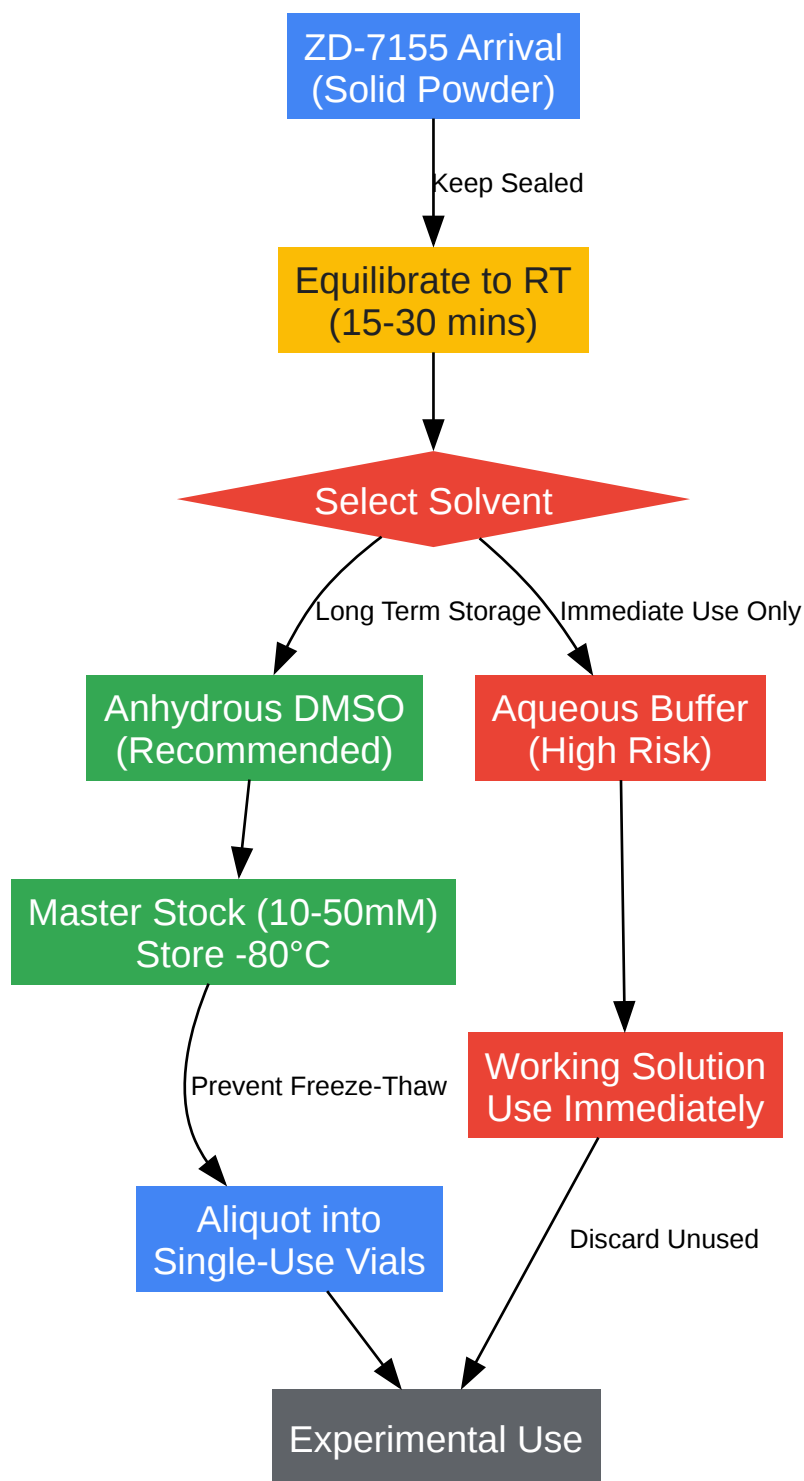 ZD-7155 Arrival
(Solid Powder)
Keep Sealed
Equilibrate to RT
(15-30 mins)
Select Solvent
Long Term Storage
Immediate Use Only
Anhydrous DMSO
(Recommended)
Aqueous Buffer
(High Risk)
Master Stock (10-50mM)
Store -80°C
Working Solution
Use Immediately
Prevent Freeze-Thaw
Aliquot into
Single-Use Vials
Discard Unused
Experimental Use